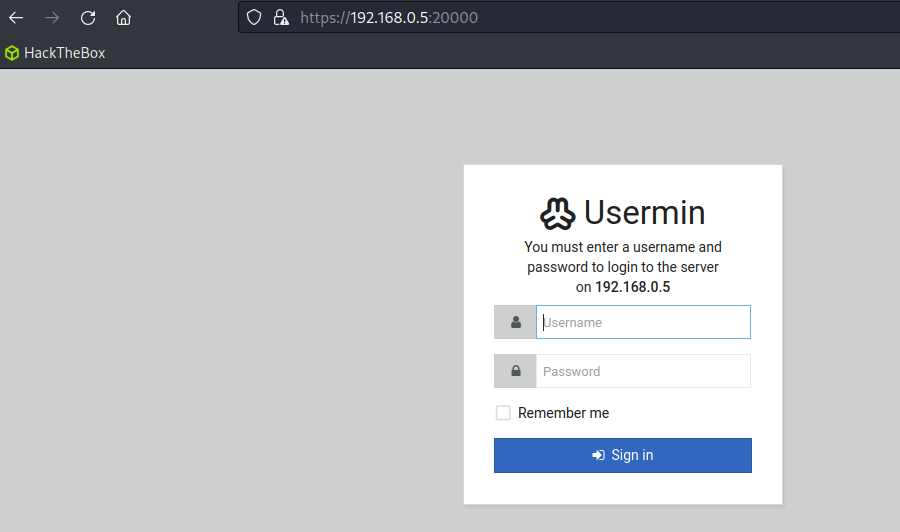 https://192.168.0.5:20000
HackTheBox
Usermin
You must enter a username and
password to login to the server
on 192.168.0.5
Username
Password
Remember me
Sign in